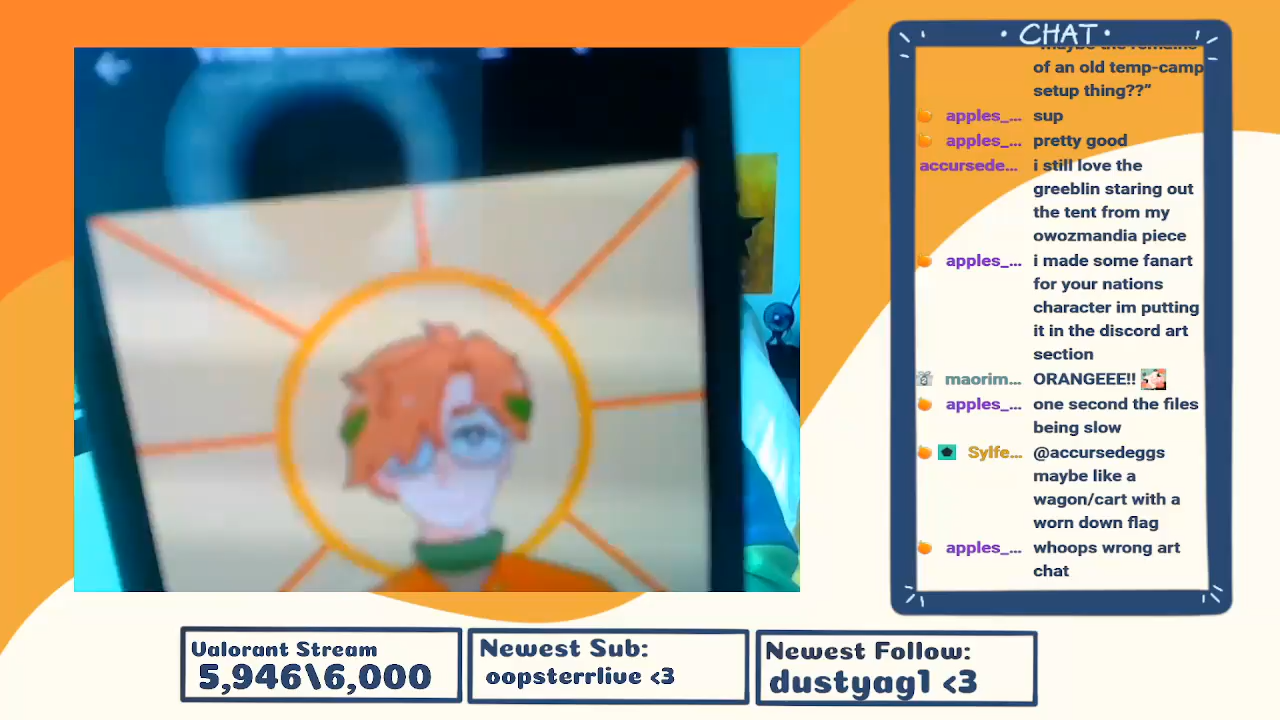 • CHAT •
"maybe the remains
of an old temp-camp
setup thing??"
apples_... sup
apples_... pretty good
accursede... i still love the
greeblin staring out
the tent from my
owozmandia piece
apples_... i made some fanart
for your nations
character im putting
it in the discord art
section
maorim... ORANGEEE!!
apples_... one second the files
being slow
Sylfe... @accursedeggs
maybe like a
wagon/cart with a
worn down flag
apples_... whoops wrong art
chat
Valorant Stream
5,946\6,000
Newest Sub:
oopsterrlive <3
Newest Follow:
dustyag1 <3